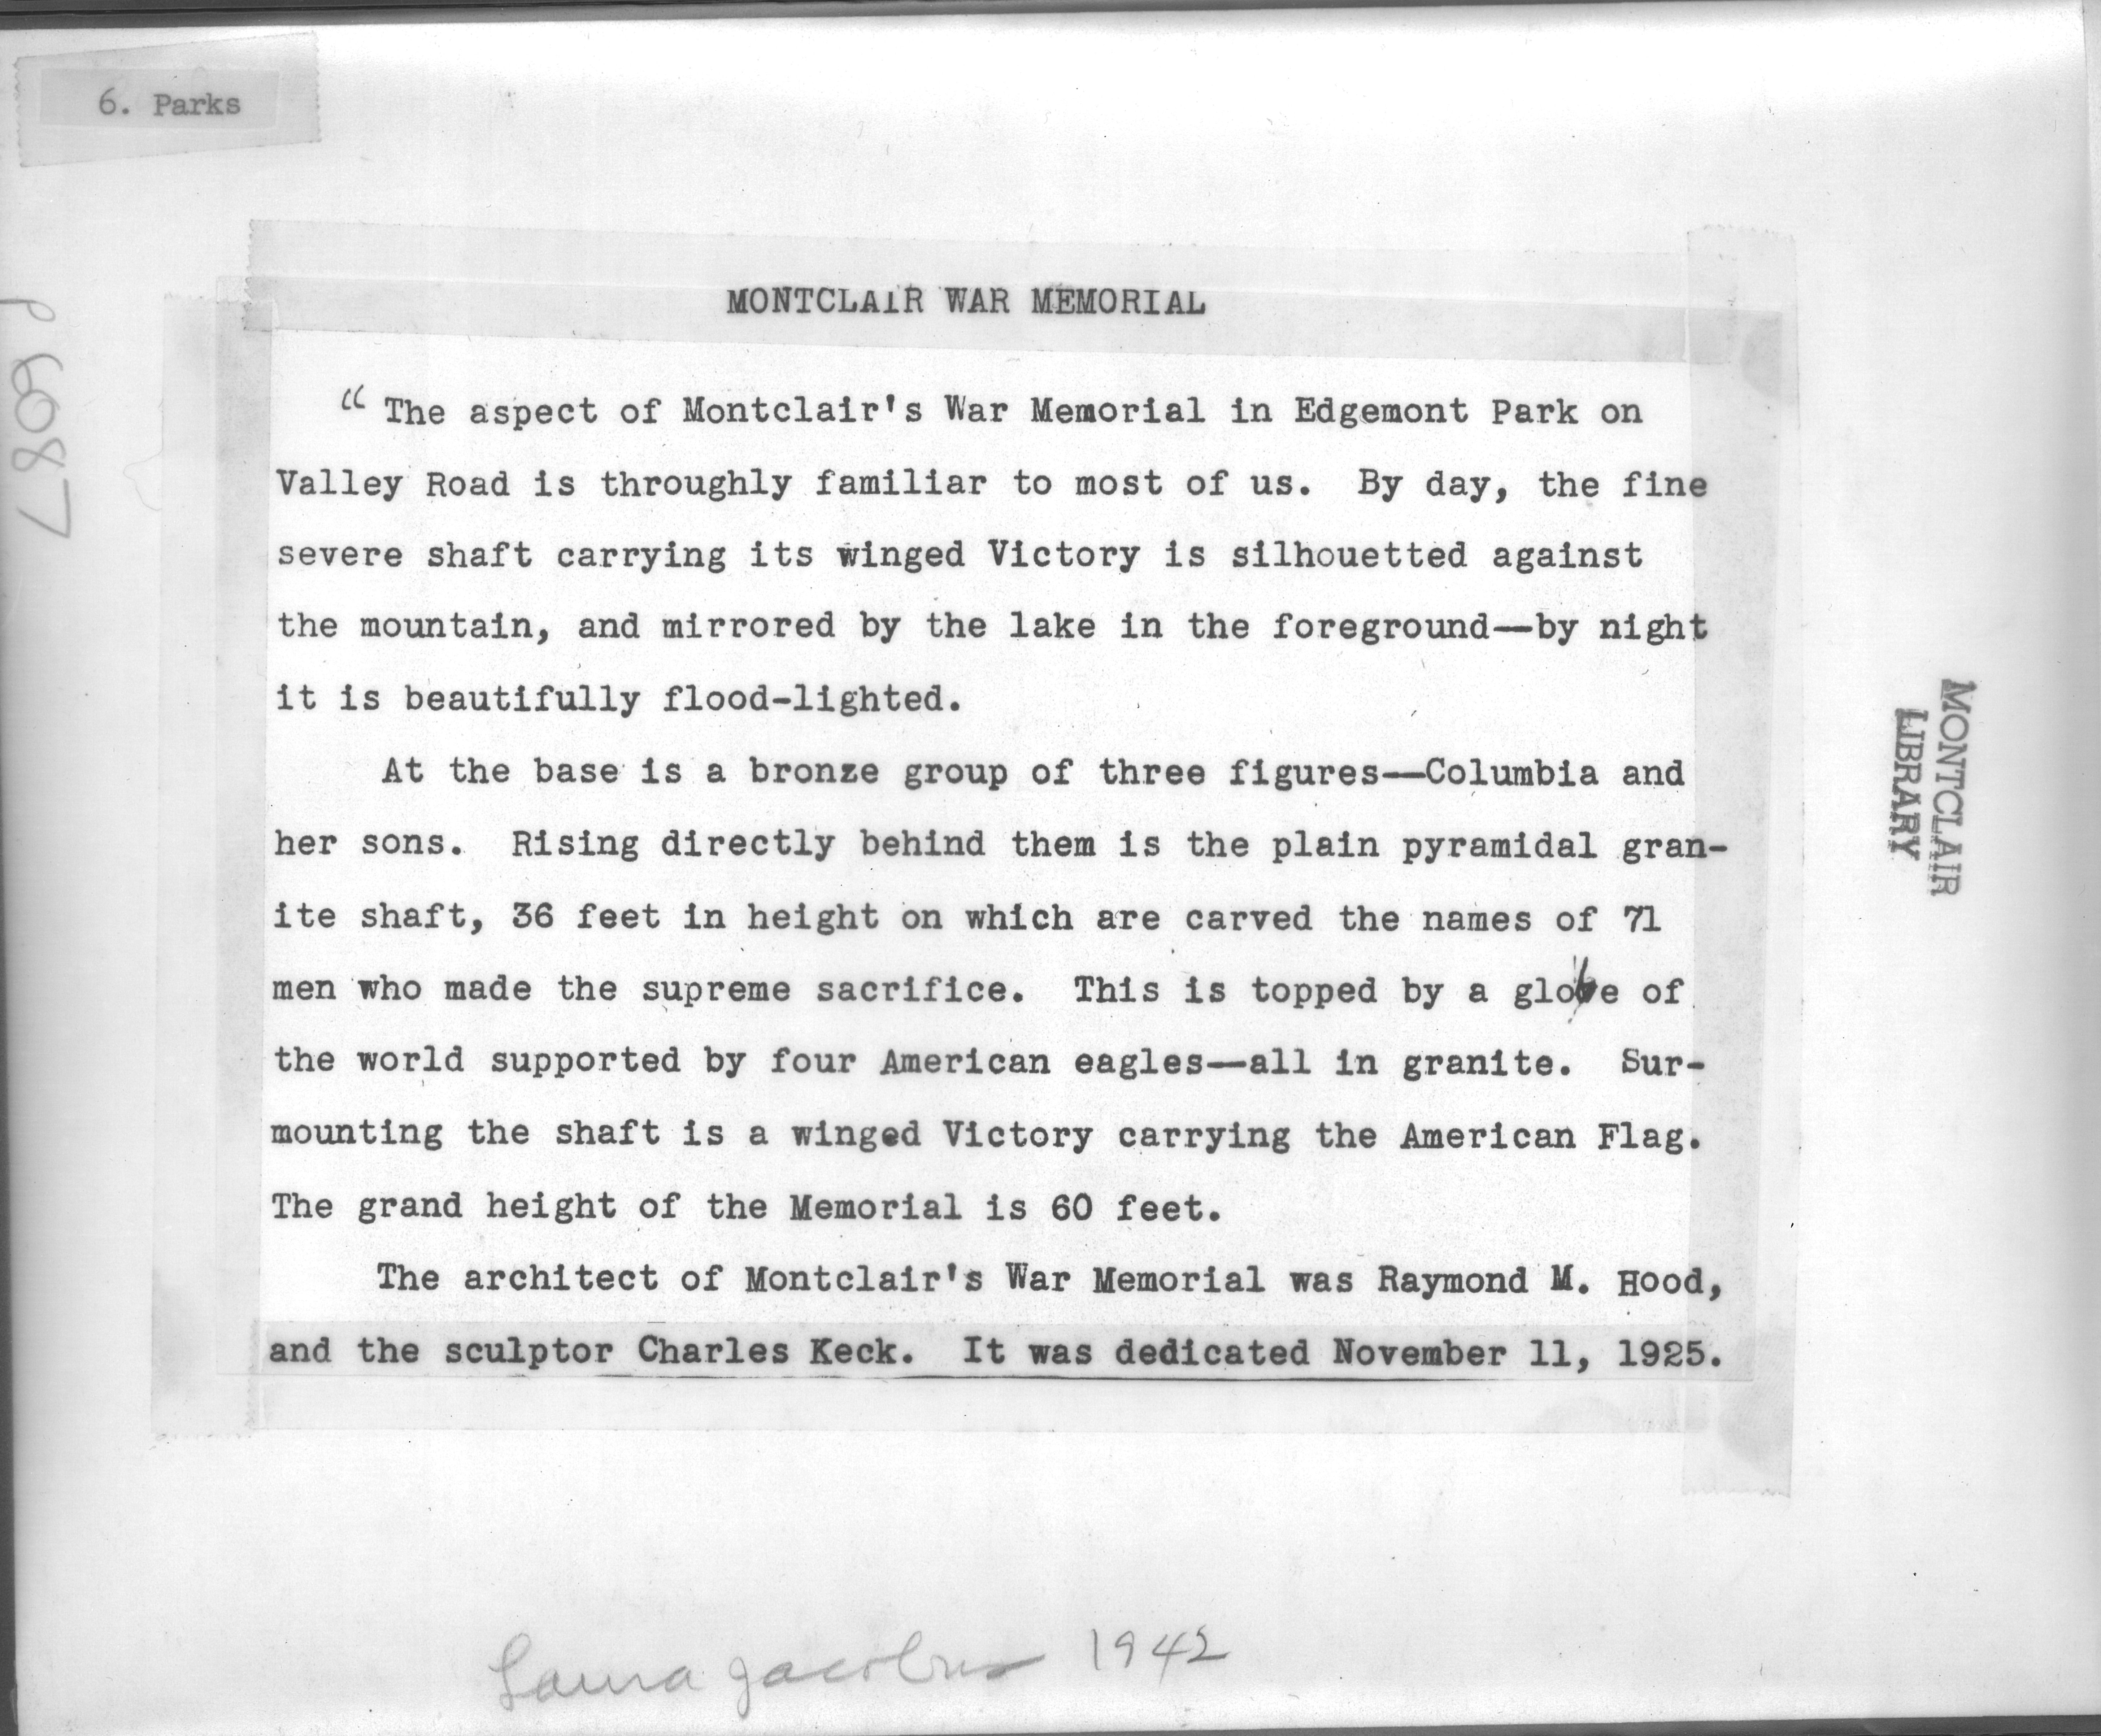 6. Parks
p 6087
MONTCLAIR WAR MEMORIAL
“ The aspect of Montclair's War Memorial in Edgemont Park on
Valley Road is throughly familiar to most of us.  By day, the fine
severe shaft carrying its winged Victory is silhouetted against
the mountain, and mirrored by the lake in the foreground—by night
it is beautifully flood-lighted.
At the base is a bronze group of three figures—Columbia and
her sons.  Rising directly behind them is the plain pyramidal gran-
ite shaft, 36 feet in height on which are carved the names of 71
men who made the supreme sacrifice.  This is topped by a globe of
the world supported by four American eagles—all in granite.  Sur-
mounting the shaft is a winged Victory carrying the American Flag.
The grand height of the Memorial is 60 feet.
The architect of Montclair's War Memorial was Raymond M. Hood,
and the sculptor Charles Keck.  It was dedicated November 11, 1925.
MONTCLAIR
LIBRARY
Laura Jacobus 1942